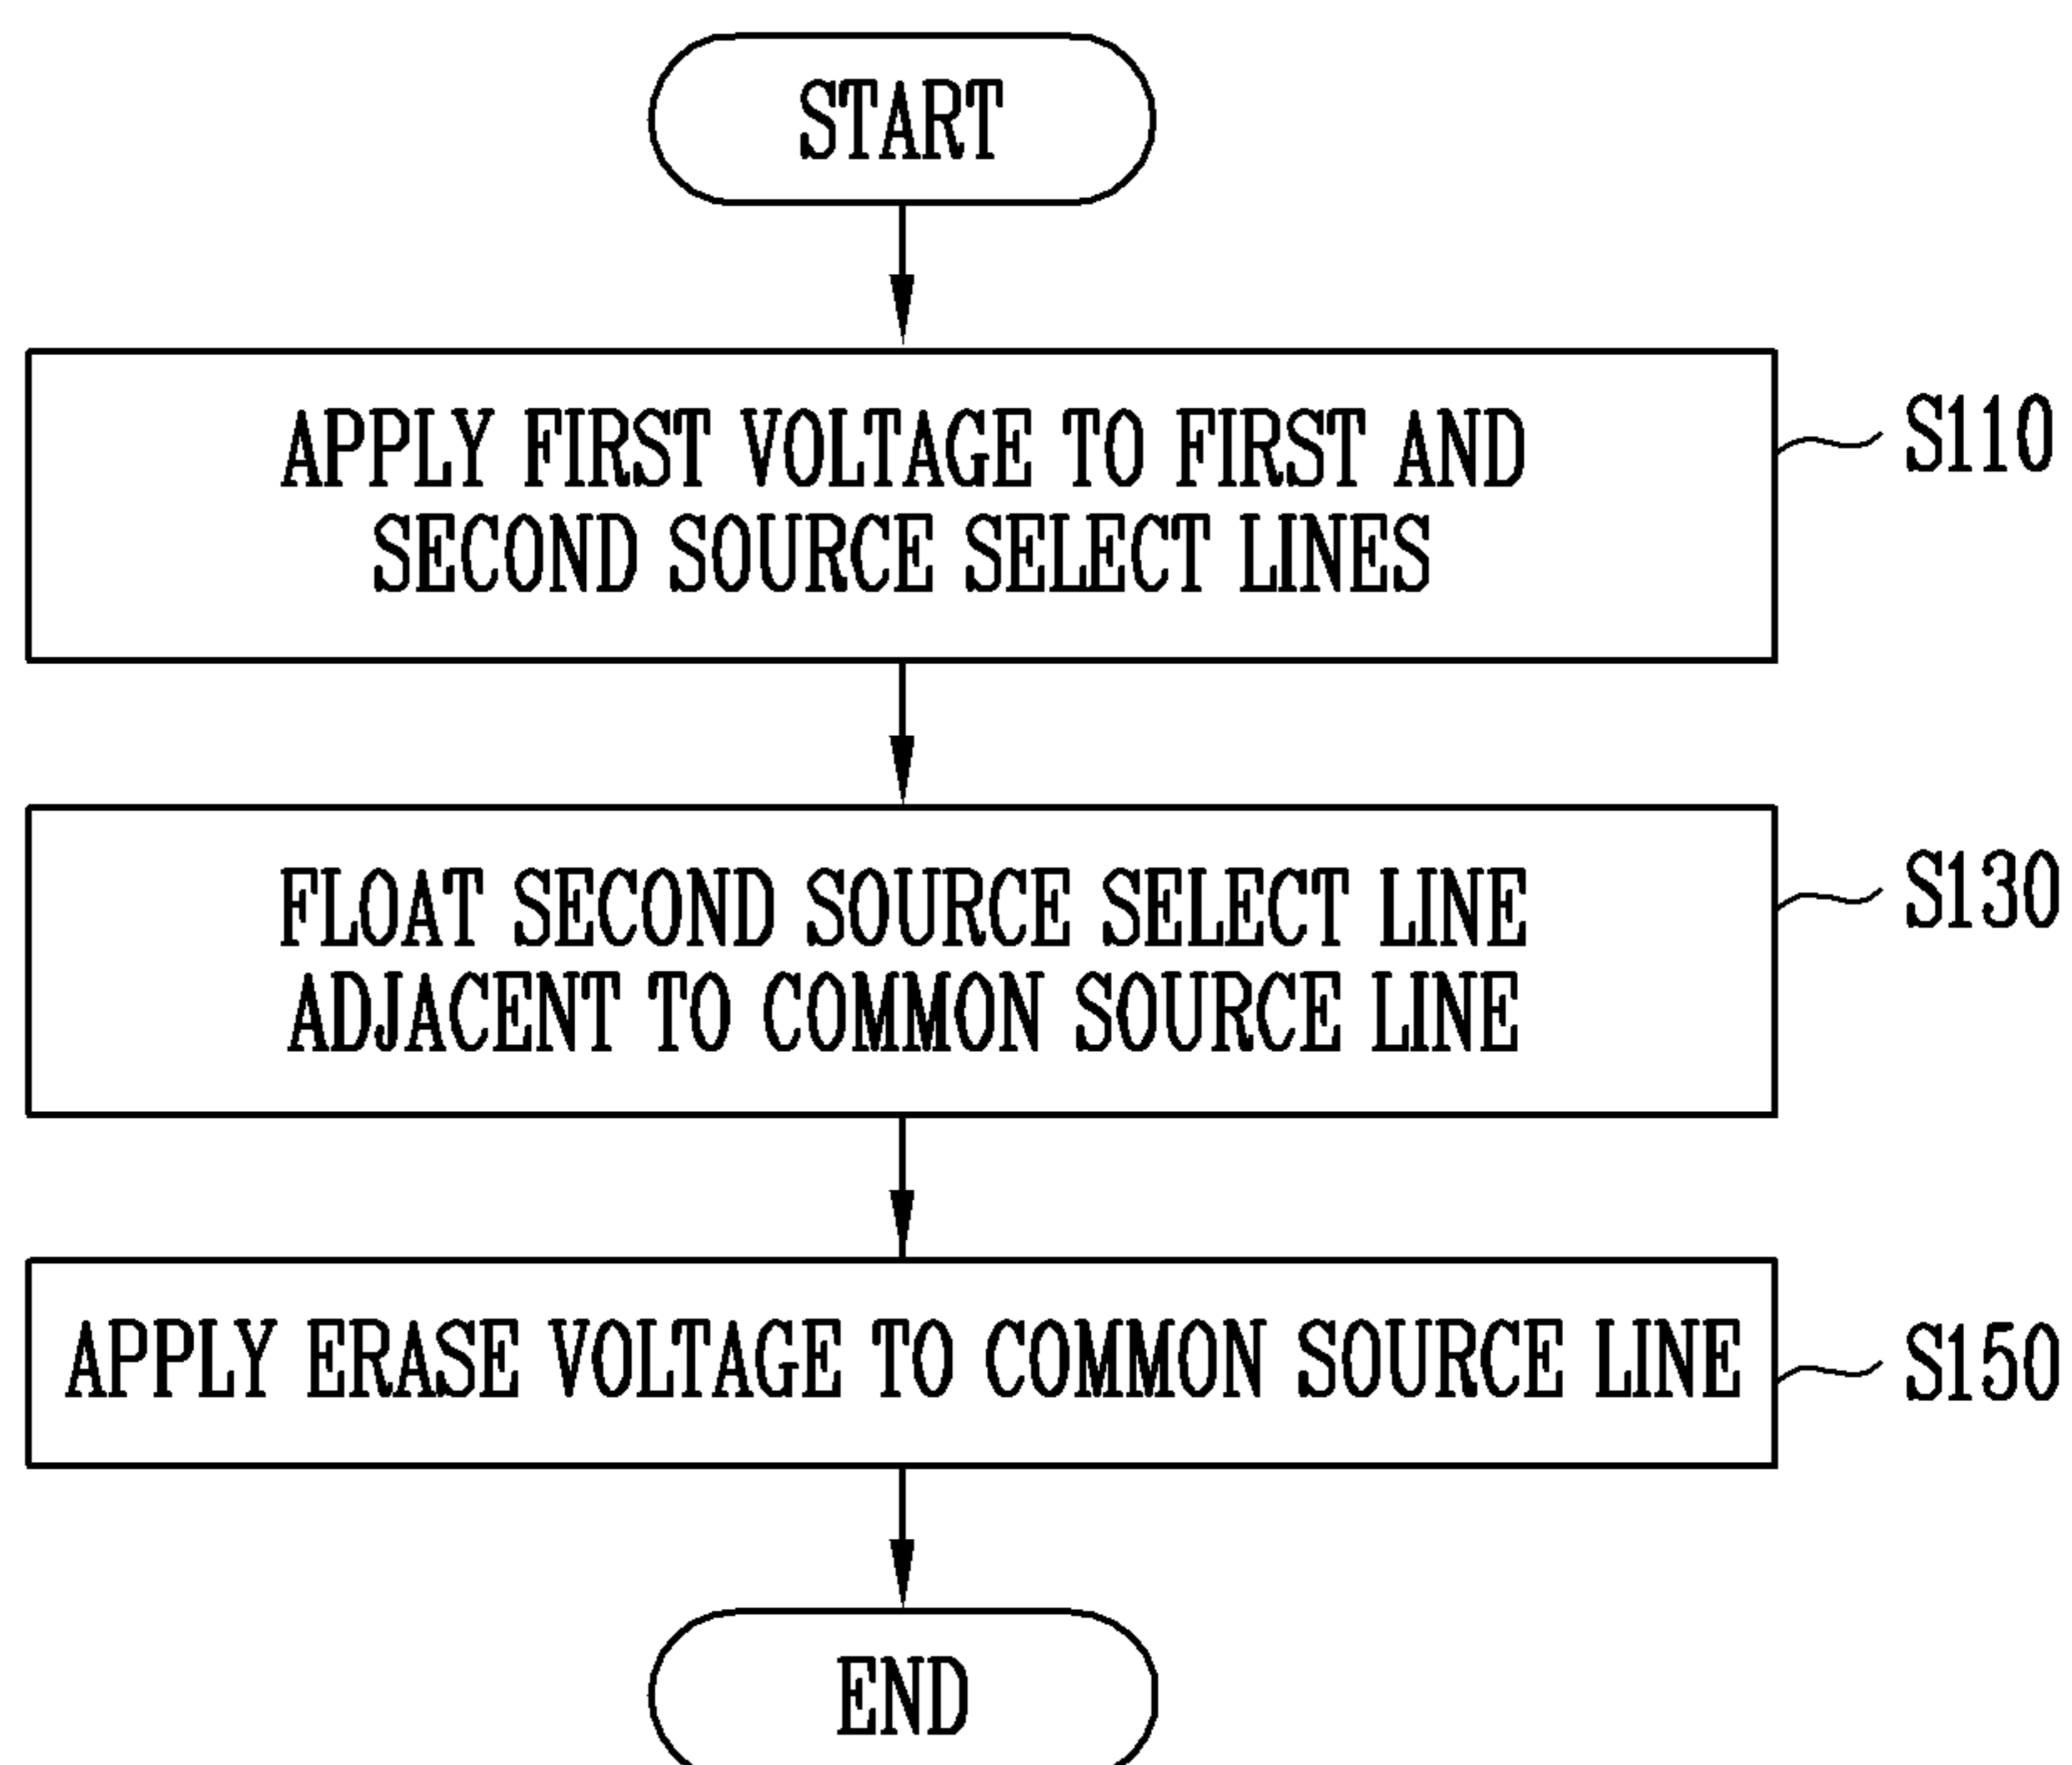 START
APPLY FIRST VOLTAGE TO FIRST AND
SECOND SOURCE SELECT LINES
S110
FLOAT SECOND SOURCE SELECT LINE
ADJACENT TO COMMON SOURCE LINE
S130
APPLY ERASE VOLTAGE TO COMMON SOURCE LINE
S150
END